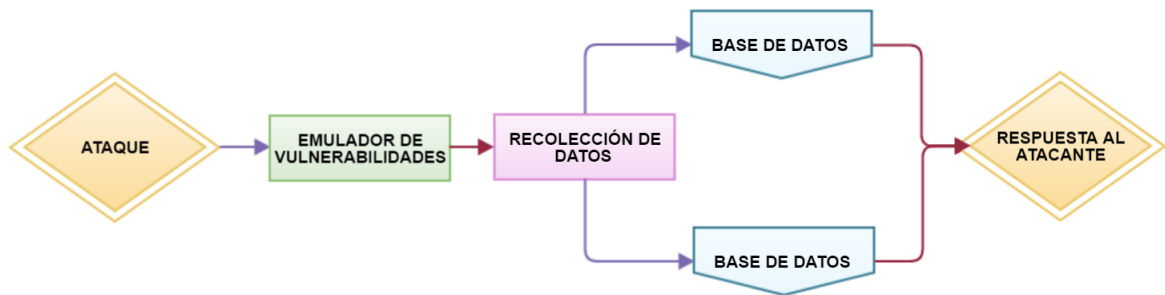 ATAQUE
EMULADOR DE
VULNERABILIDADES
RECOLECCIÓN DE
DATOS
BASE DE DATOS
BASE DE DATOS
RESPUESTA AL
ATACANTE